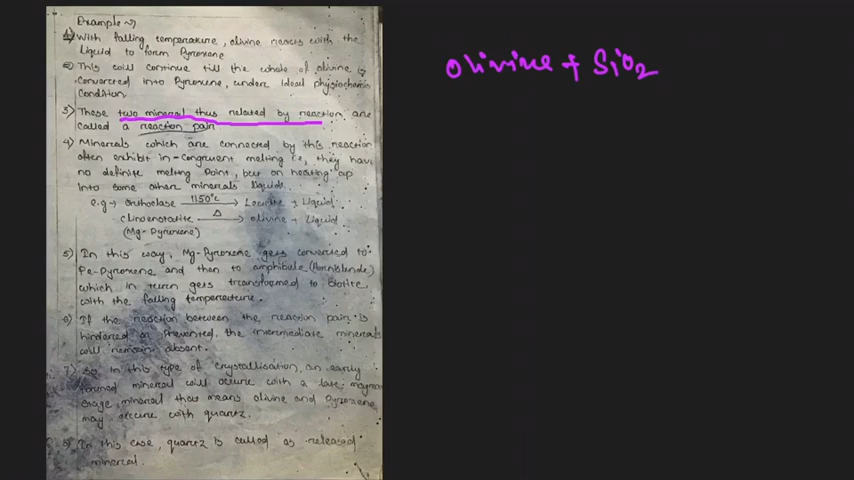 Example ~>
1) With falling temperature, olivine reacts with the
liquid to form Pyroxene
2) This will continue till the whole of olivine is
converted into Pyroxene, under ideal physiochemic
condition.
3) These two mineral thus related by reaction are
called a reaction pair
4) Minerals which are connected by this reaction
often exhibit in-congruent melting i.e, they have
no definite melting Point, but on heating
into some other minerals liquids.
e.g → orthoclase 1150°C → Leucite + Liquid
clinoenstatite Δ → olivine + Liquid
(Mg-Pyroxene)
5) In this way, Mg-Pyroxene gets converted to
Fe-Pyroxene and then to amphibole (Hornblende)
which in turn gets transformed to Biotite
with the falling temperature.
6) If the reaction between the reaction pair is
hindered or prevented, the intermediate minerals
will remain absent.
7) So in this type of crystallisation, an early
formed mineral will occure with a late magma
stage mineral that means olivine and Pyroxene
may occure with quartz.
8) In this case, quartz is called as released
mineral.
Olivine + SiO2